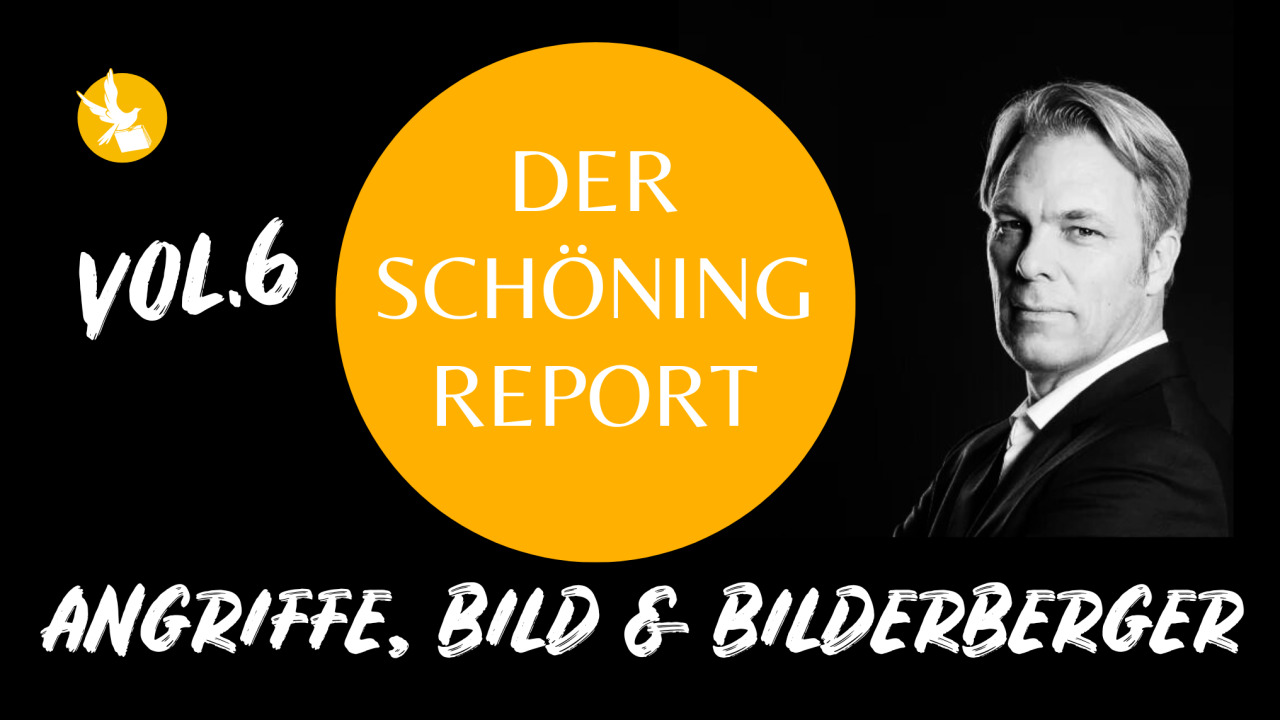 VOL.6
DER
SCHÖNING
REPORT
ANGRIFFE, BILD & BILDERBERGER